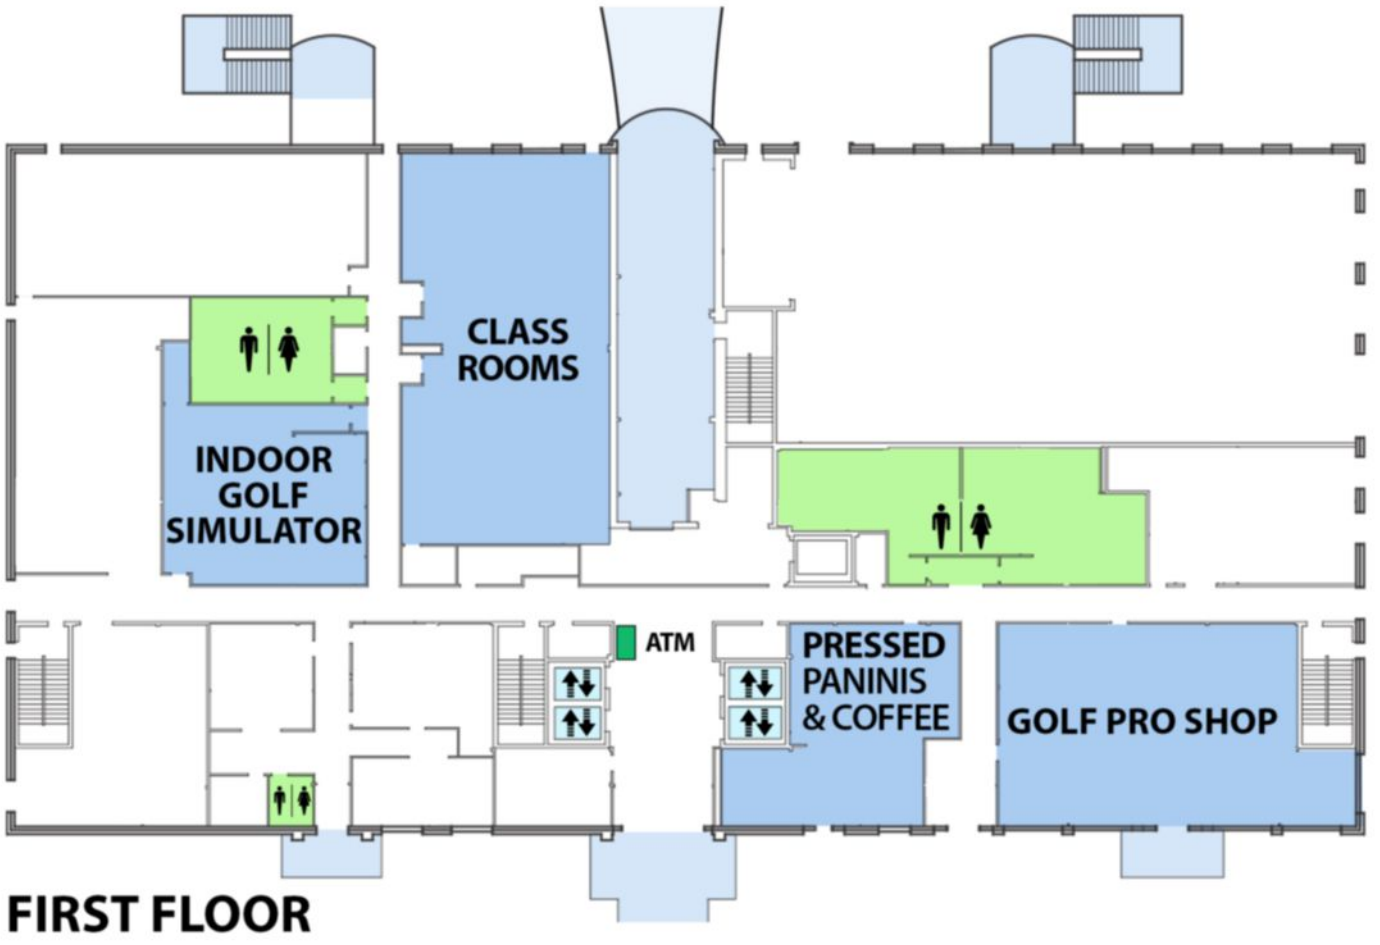 CLASS
ROOMS
INDOOR
GOLF
SIMULATOR
ATM
PRESSED
PANINIS
& COFFEE
GOLF PRO SHOP
FIRST FLOOR